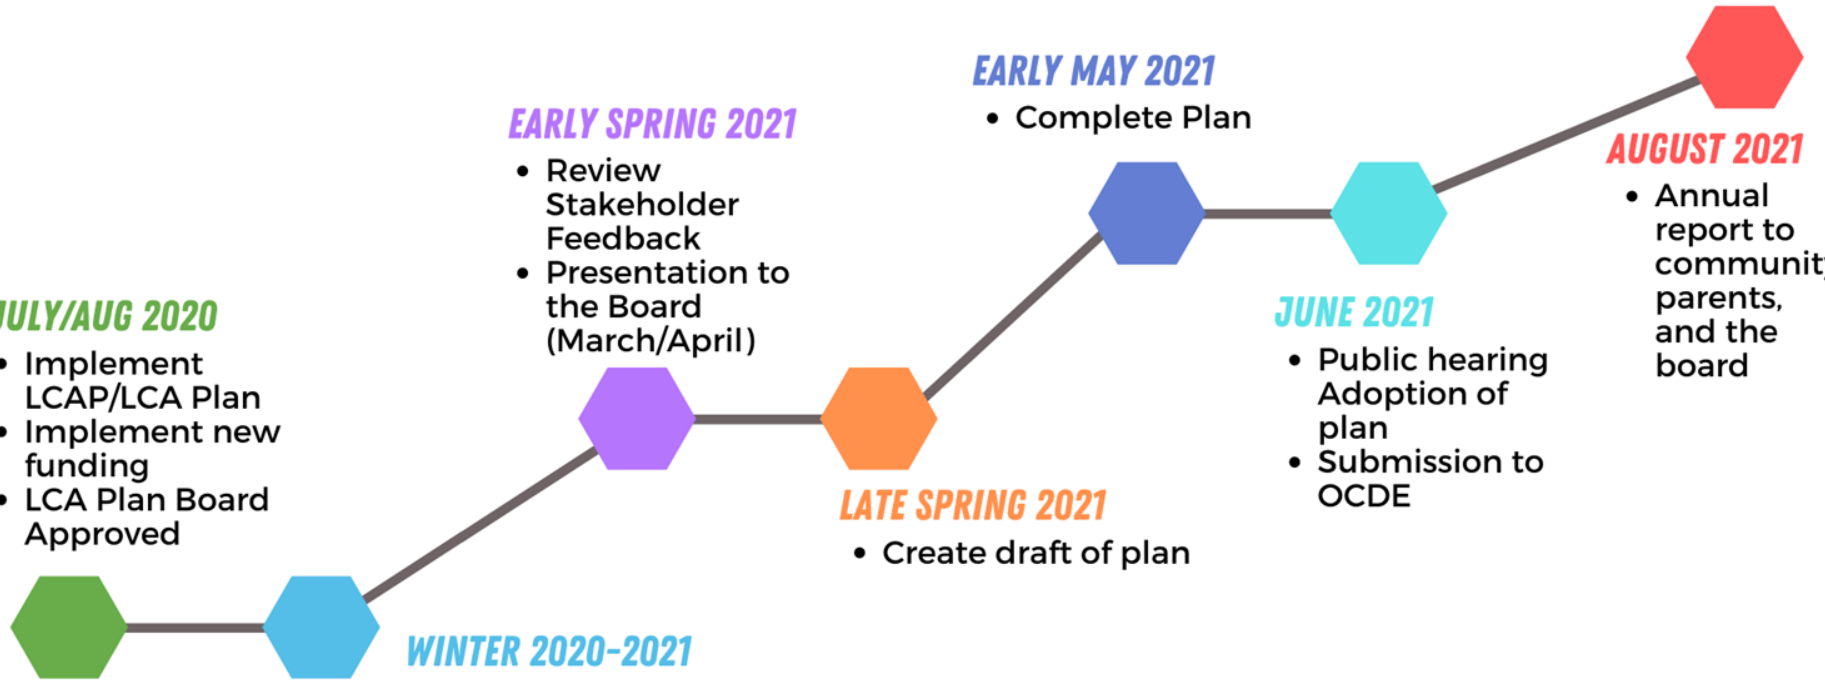 JULY/AUG 2020
• Implement
LCAP/LCA Plan
• Implement new
funding
• LCA Plan Board
Approved
WINTER 2020-2021
EARLY SPRING 2021
• Review
Stakeholder
Feedback
• Presentation to
the Board
(March/April)
LATE SPRING 2021
• Create draft of plan
EARLY MAY 2021
• Complete Plan
JUNE 2021
• Public hearing
Adoption of
plan
• Submission to
OCDE
AUGUST 2021
• Annual
report to
community
parents,
and the
board